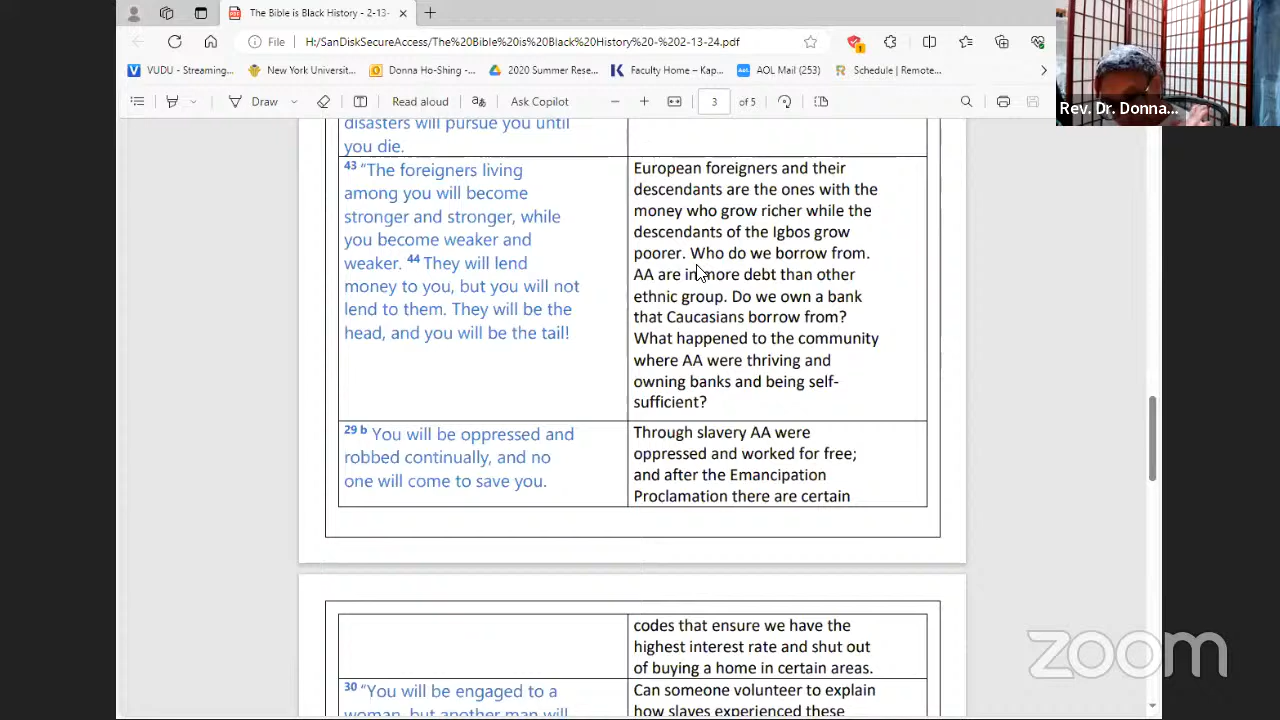 The Bible is Black History - 2-13-
File
H:/SanDiskSecureAccess/The%20Bible%20is%20Black%20History%20-%202-13-24.pdf
VUDU - Streaming...
New York Universit...
Donna Ho-Shing -...
2020 Summer Rese...
Faculty Home – Kap...
AOL Mail (253)
Schedule | Remote...
Draw
Read aloud
Ask Copilot
3
of 5
Rev. Dr. Donna...
disasters will pursue you until
you die.
43 “The foreigners living
among you will become
stronger and stronger, while
you become weaker and
weaker. 44 They will lend
money to you, but you will not
lend to them. They will be the
head, and you will be the tail!
European foreigners and their
descendants are the ones with the
money who grow richer while the
descendants of the Igbos grow
poorer. Who do we borrow from.
AA are in more debt than other
ethnic group. Do we own a bank
that Caucasians borrow from?
What happened to the community
where AA were thriving and
owning banks and being self-
sufficient?
29 b You will be oppressed and
robbed continually, and no
one will come to save you.
Through slavery AA were
oppressed and worked for free;
and after the Emancipation
Proclamation there are certain
codes that ensure we have the
highest interest rate and shut out
of buying a home in certain areas.
30 “You will be engaged to a
woman, but another man will
Can someone volunteer to explain
how slaves experienced these
zoom